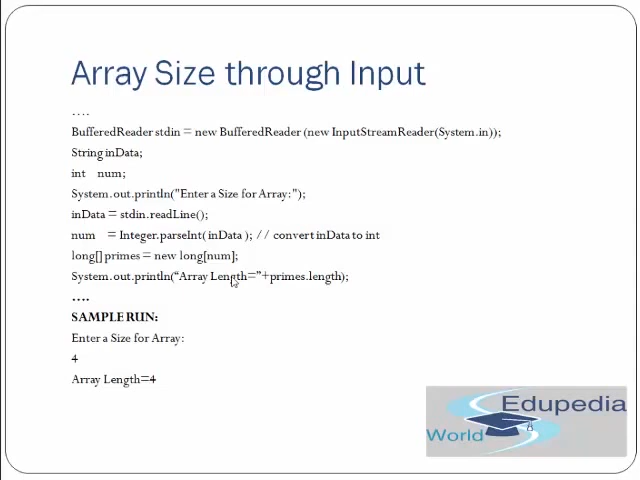 Array Size through Input
….
BufferedReader stdin = new BufferedReader (new InputStreamReader(System.in));
String inData;
int num;
System.out.println("Enter a Size for Array:");
inData = stdin.readLine();
num = Integer.parseInt( inData ); // convert inData to int
long[] primes = new long[num];
System.out.println(“Array Length=”+primes.length);
….
SAMPLE RUN:
Enter a Size for Array:
4
Array Length=4
Edupedia
World